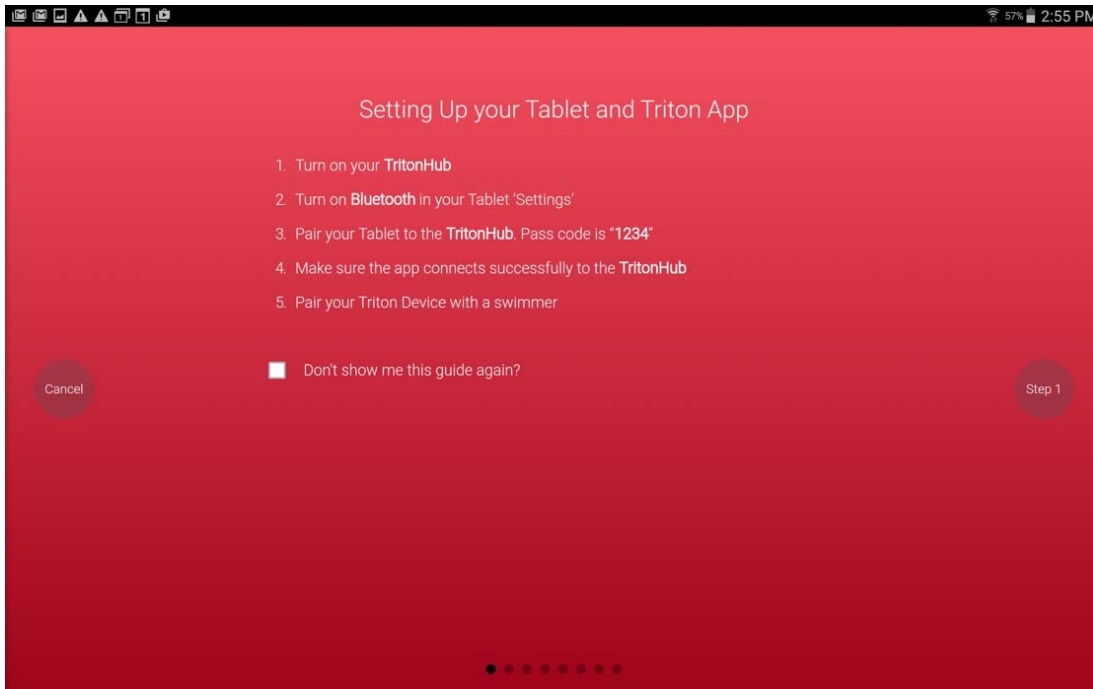 57% 2:55 PM
Setting Up your Tablet and Triton App
1. Turn on your TritonHub
2. Turn on Bluetooth in your Tablet ‘Settings’
3. Pair your Tablet to the TritonHub. Pass code is “1234”
4. Make sure the app connects successfully to the TritonHub
5. Pair your Triton Device with a swimmer
Don't show me this guide again?
Cancel
Step 1